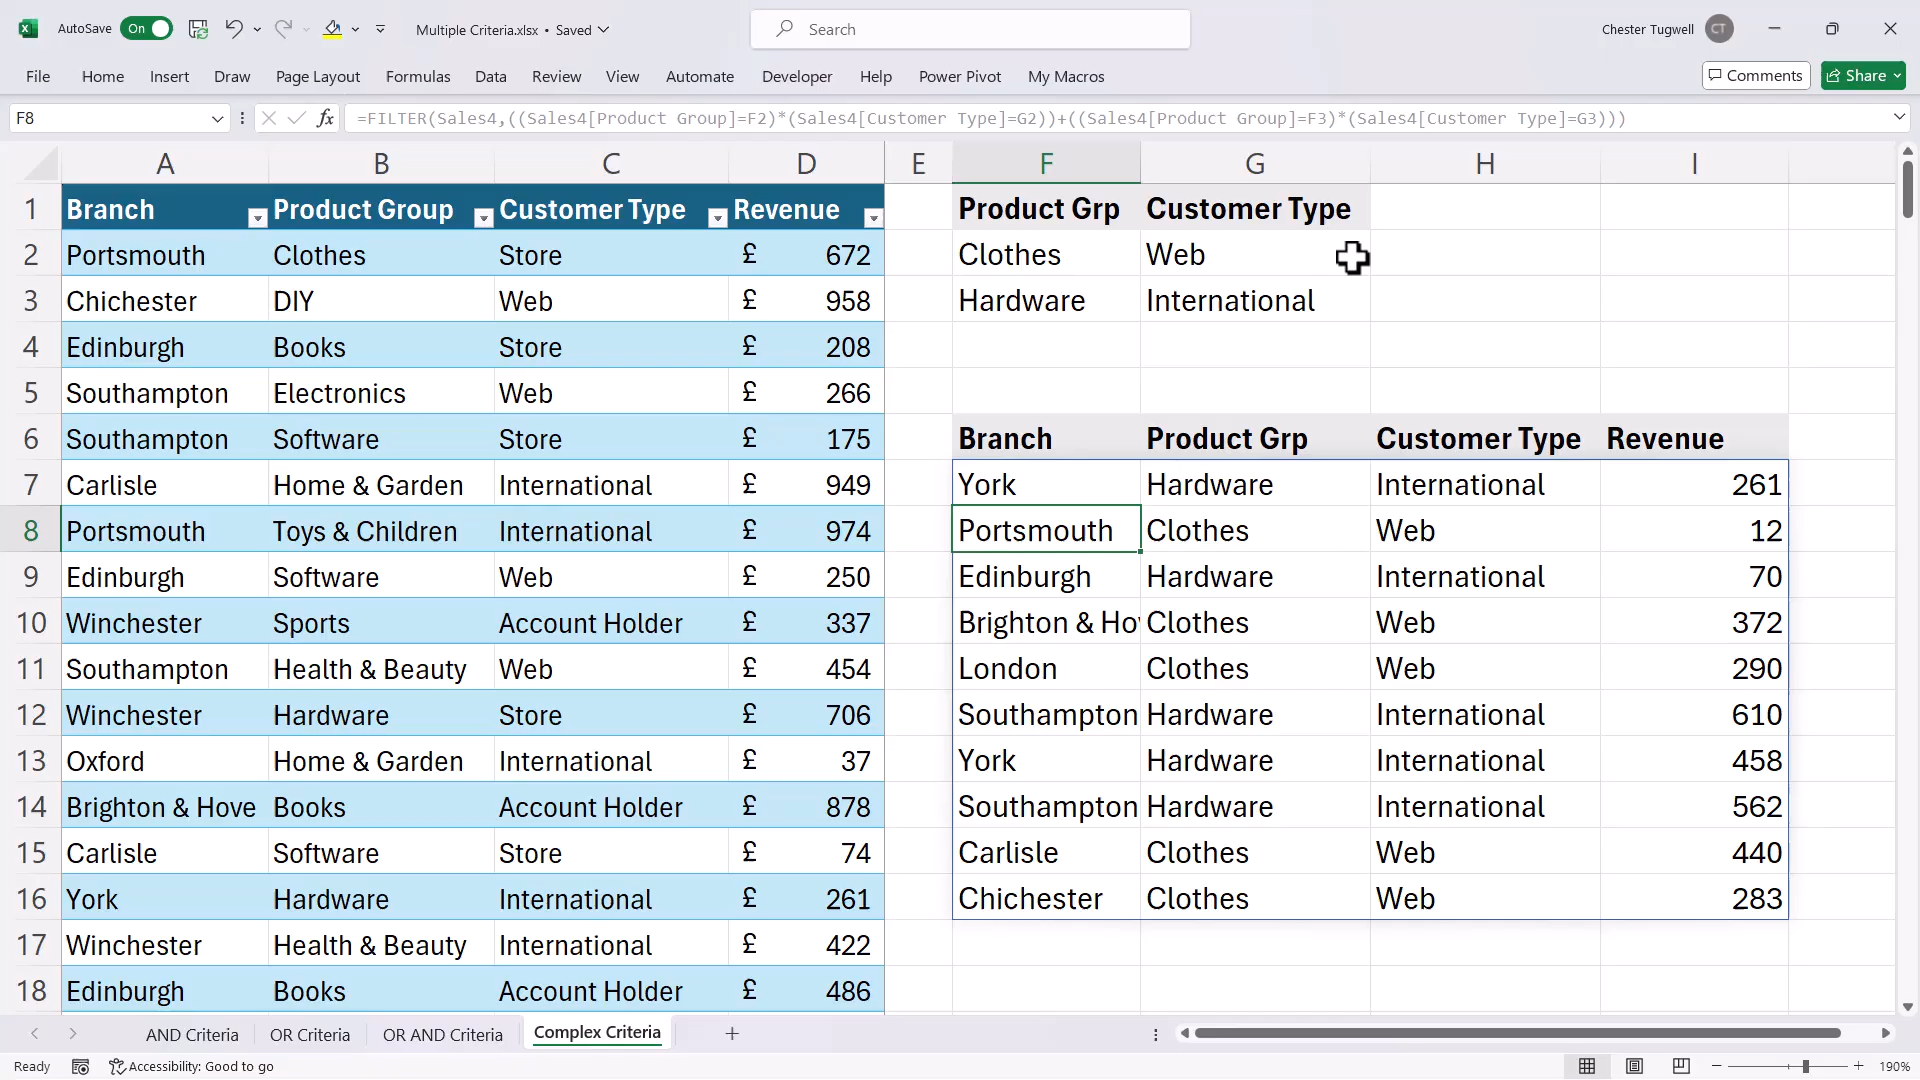 AutoSave On Multiple Criteria.xlsx • Saved Search Chester Tugwell CT
File Home Insert Draw Page Layout Formulas Data Review View Automate Developer Help Power Pivot My Macros Comments Share
F8 fx =FILTER(Sales4,((Sales4[Product Group]=F2)*(Sales4[Customer Type]=G2))+((Sales4[Product Group]=F3)*(Sales4[Customer Type]=G3)))
A B C D E F G H I
1 Branch Product Group Customer Type Revenue Product Grp Customer Type
2 Portsmouth Clothes Store £ 672 Clothes Web
3 Chichester DIY Web £ 958 Hardware International
4 Edinburgh Books Store £ 208
5 Southampton Electronics Web £ 266
6 Southampton Software Store £ 175 Branch Product Grp Customer Type Revenue
7 Carlisle Home & Garden International £ 949 York Hardware International 261
8 Portsmouth Toys & Children International £ 974 Portsmouth Clothes Web 12
9 Edinburgh Software Web £ 250 Edinburgh Hardware International 70
10 Winchester Sports Account Holder £ 337 Brighton & Hov Clothes Web 372
11 Southampton Health & Beauty Web £ 454 London Clothes Web 290
12 Winchester Hardware Store £ 706 Southampton Hardware International 610
13 Oxford Home & Garden International £ 37 York Hardware International 458
14 Brighton & Hove Books Account Holder £ 878 Southampton Hardware International 562
15 Carlisle Software Store £ 74 Carlisle Clothes Web 440
16 York Hardware International £ 261 Chichester Clothes Web 283
17 Winchester Health & Beauty International £ 422
18 Edinburgh Books Account Holder £ 486
AND Criteria OR Criteria OR AND Criteria Complex Criteria
Ready Accessibility: Good to go 190%